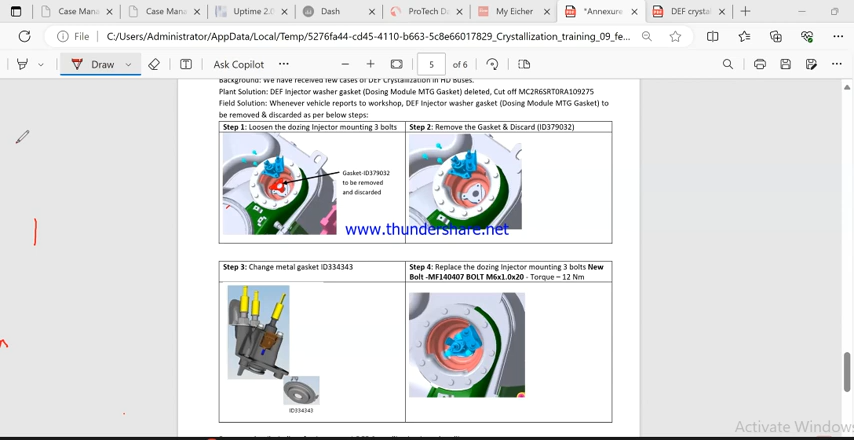 Case Mana
Case Mana
Uptime 2.0
Dash
ProTech Da
My Eicher
*Annexure
DEF crystal
File
C:/Users/Administrator/AppData/Local/Temp/5276fa44-cd45-4110-b663-5c8e66017829_Crystallization_training_09_fe...
Draw
Ask Copilot
5 of 6
Background: We have received few cases of DEF Crystallization in HD Buses.
Plant Solution: DEF Injector washer gasket (Dosing Module MTG Gasket) deleted, Cut off MC2R6SRT0RA109275
Field Solution: Whenever vehicle reports to workshop, DEF Injector washer gasket (Dosing Module MTG Gasket) to
be removed & discarded as per below steps:
Step 1: Loosen the dozing Injector mounting 3 bolts
Step 2: Remove the Gasket & Discard (ID379032)
Gasket-ID379032
to be removed
and discarded
www.thundershare.net
Step 3: Change metal gasket ID334343
Step 4: Replace the dozing Injector mounting 3 bolts New
Bolt -MF140407 BOLT M6x1.0x20 - Torque – 12 Nm
ID334343
Activate Windows